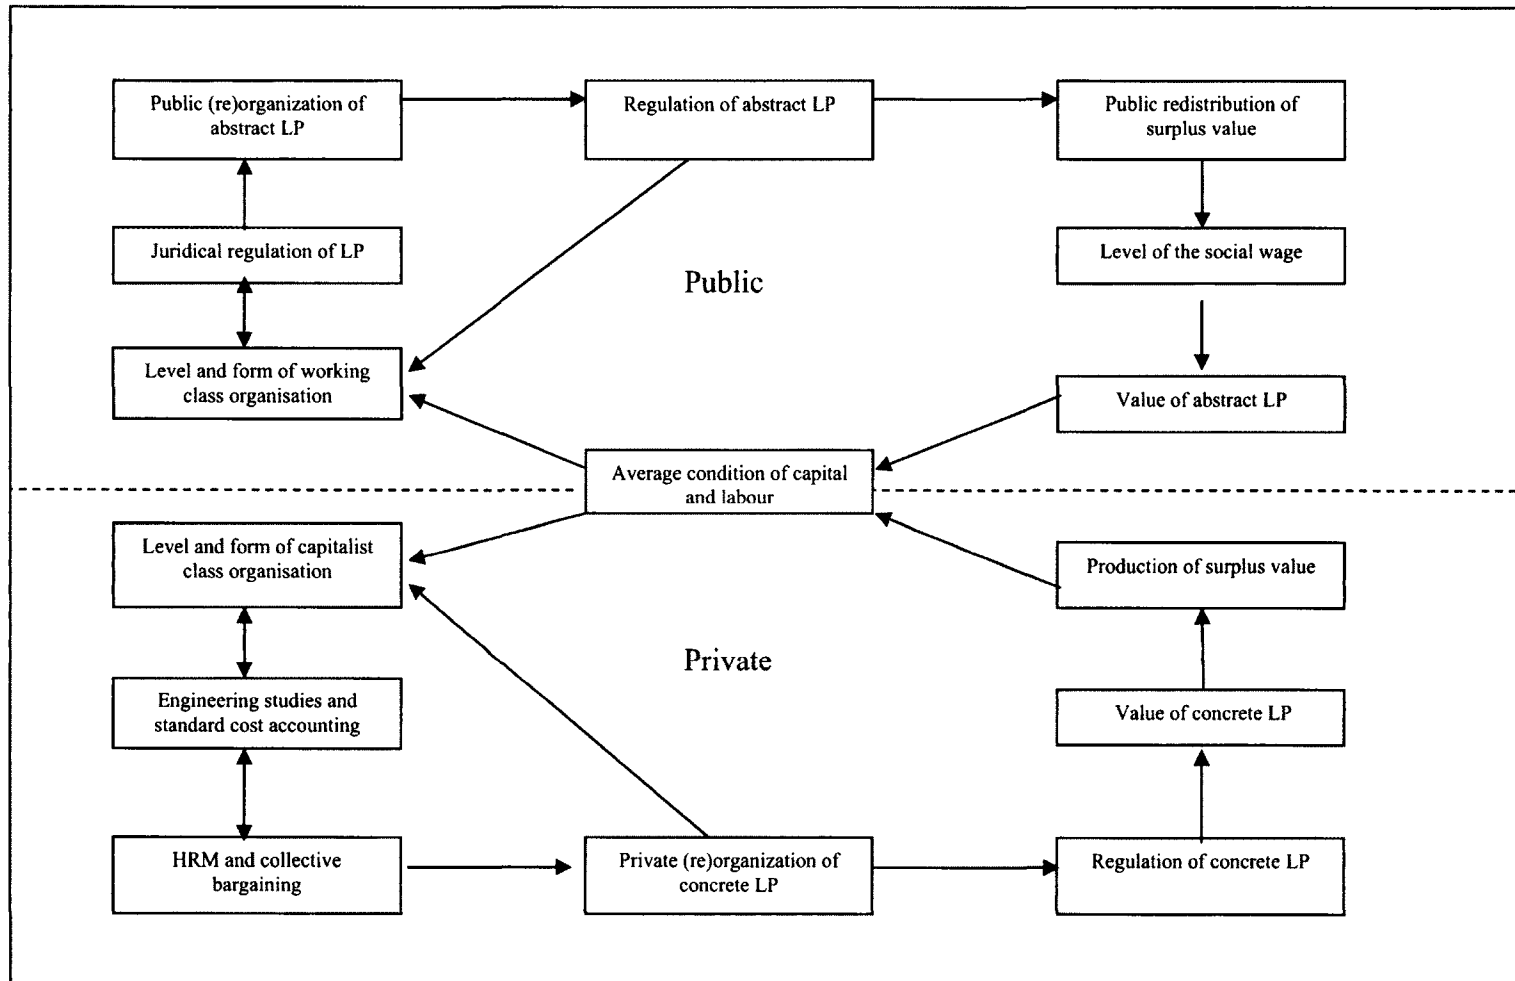 Public (re)organization of
abstract LP
Regulation of abstract LP
Public redistribution of
surplus value
Juridical regulation of LP
Level of the social wage
Public
Level and form of working
class organisation
Value of abstract LP
Average condition of capital
and labour
Level and form of capitalist
class organisation
Production of surplus value
Private
Engineering studies and
standard cost accounting
Value of concrete LP
HRM and collective
bargaining
Private (re)organization of
concrete LP
Regulation of concrete LP